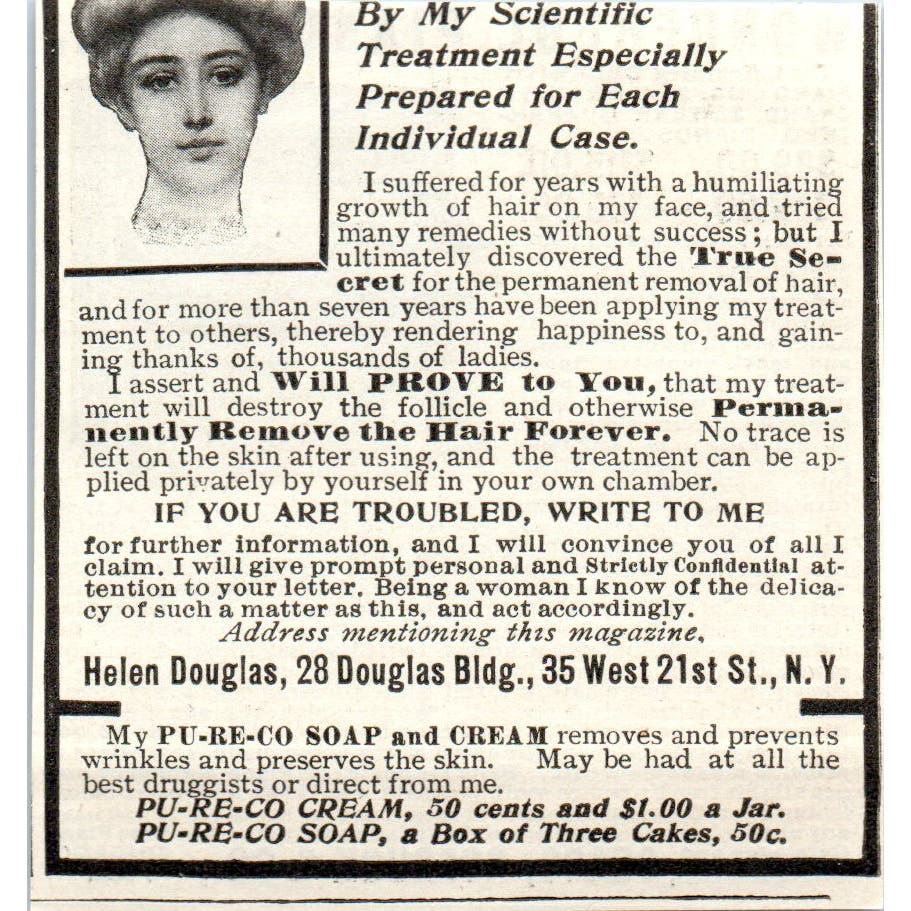 By My Scientific
Treatment Especially
Prepared for Each
Individual Case.
I suffered for years with a humiliating
growth of hair on my face, and tried
many remedies without success; but I
ultimately discovered the True Se-
cret for the permanent removal of hair,
and for more than seven years have been applying my treat-
ment to others, thereby rendering happiness to, and gain-
ing thanks of, thousands of ladies.
I assert and Will PROVE to You, that my treat-
ment will destroy the follicle and otherwise Perma-
nently Remove the Hair Forever. No trace is
left on the skin after using, and the treatment can be ap-
plied privately by yourself in your own chamber.
IF YOU ARE TROUBLED, WRITE TO ME
for further information, and I will convince you of all I
claim. I will give prompt personal and Strictly Confidential at-
tention to your letter. Being a woman I know of the delica-
cy of such a matter as this, and act accordingly.
Address mentioning this magazine.
Helen Douglas, 28 Douglas Bldg., 35 West 21st St., N. Y.
My PU-RE-CO SOAP and CREAM removes and prevents
wrinkles and preserves the skin. May be had at all the
best druggists or direct from me.
PU-RE-CO CREAM, 50 cents and $1.00 a Jar.
PU-RE-CO SOAP, a Box of Three Cakes, 50c.